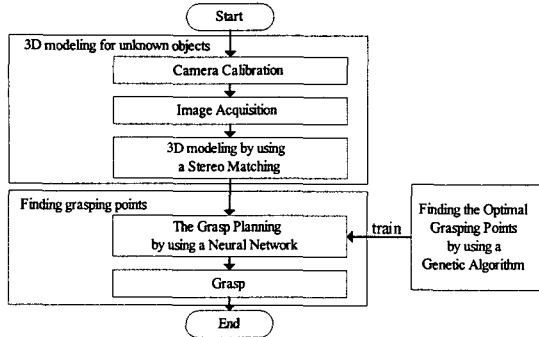 Start
3D modeling for unknown objects
Camera Calibration
Image Acquisition
3D modeling by using
a Stereo Matching
Finding grasping points
The Grasp Planning
by using a Neural Network
train
Finding the Optimal
Grasping Points
by using a
Genetic Algorithm
Grasp
End